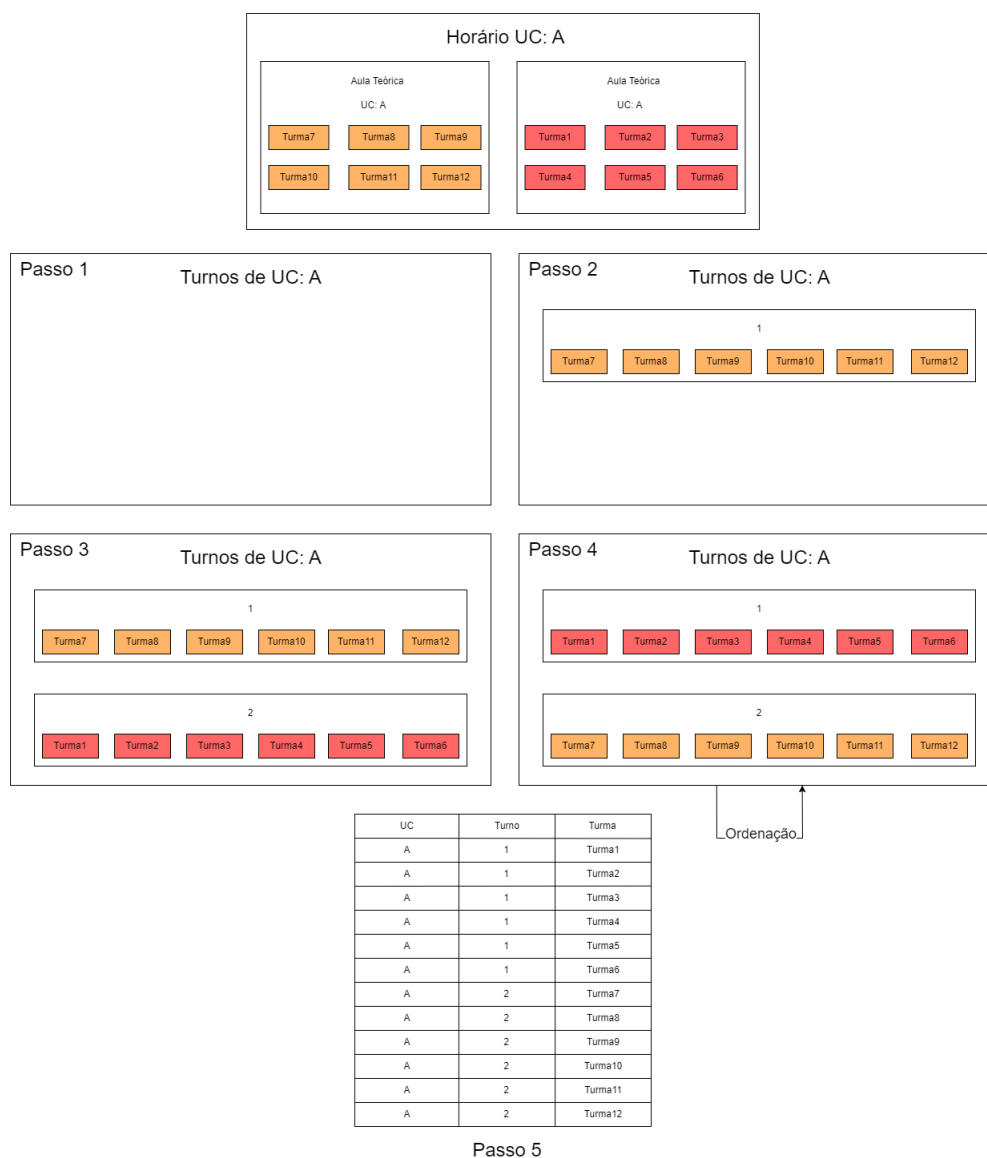 Horário UC: A
Aula Teórica
UC: A
Turma7 Turma8 Turma9
Turma10 Turma11 Turma12
Aula Teórica
UC: A
Turma1 Turma2 Turma3
Turma4 Turma5 Turma6
Passo 1
Turnos de UC: A
Passo 2
Turnos de UC: A
1
Turma7 Turma8 Turma9 Turma10 Turma11 Turma12
Passo 3
Turnos de UC: A
1
Turma7 Turma8 Turma9 Turma10 Turma11 Turma12
2
Turma1 Turma2 Turma3 Turma4 Turma5 Turma6
Passo 4
Turnos de UC: A
1
Turma1 Turma2 Turma3 Turma4 Turma5 Turma6
2
Turma7 Turma8 Turma9 Turma10 Turma11 Turma12
Ordenação
UC Turno Turma
A 1 Turma1
A 1 Turma2
A 1 Turma3
A 1 Turma4
A 1 Turma5
A 1 Turma6
A 2 Turma7
A 2 Turma8
A 2 Turma9
A 2 Turma10
A 2 Turma11
A 2 Turma12
Passo 5